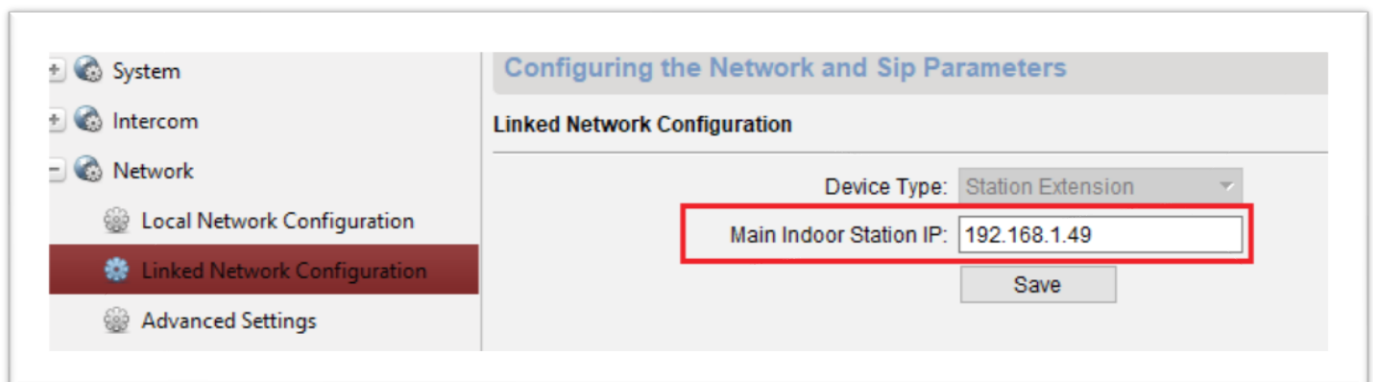 System
Intercom
Network
Local Network Configuration
Linked Network Configuration
Advanced Settings
Configuring the Network and Sip Parameters
Linked Network Configuration
Device Type: Station Extension
Main Indoor Station IP: 192.168.1.49
Save